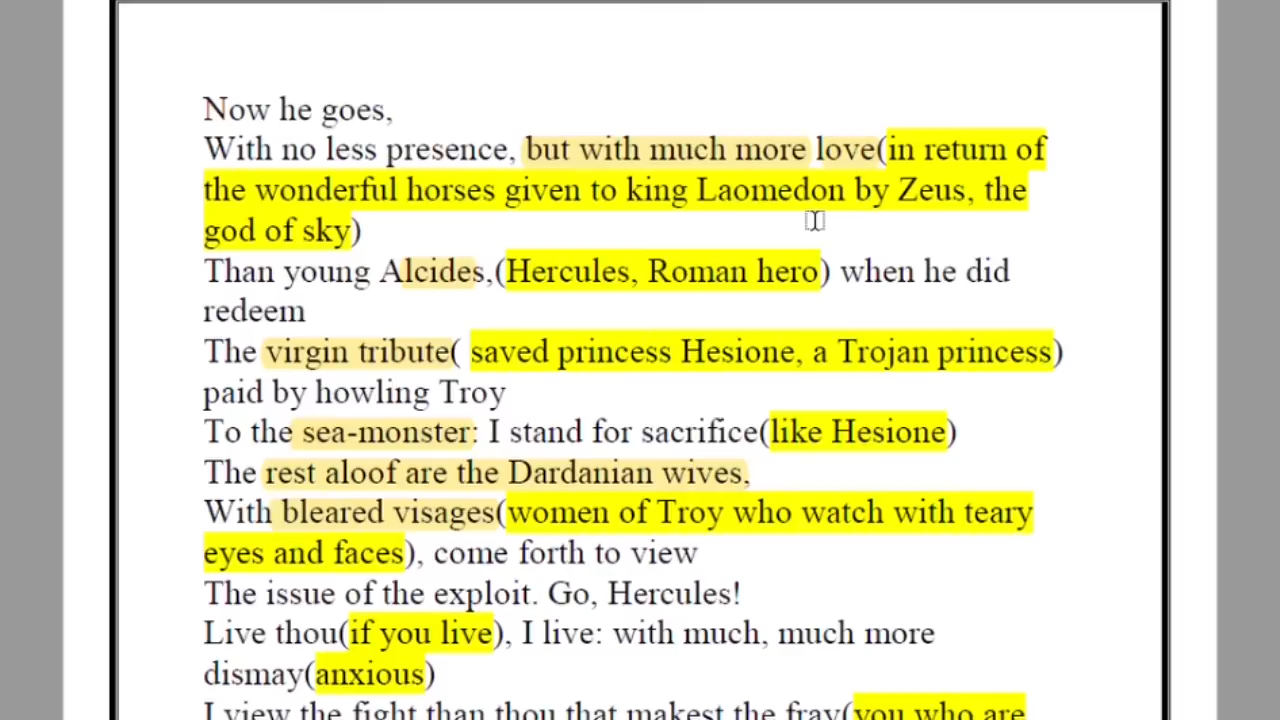 Now he goes,
With no less presence, but with much more love(in return of
the wonderful horses given to king Laomedon by Zeus, the
god of sky)
Than young Alcides,(Hercules, Roman hero) when he did
redeem
The virgin tribute( saved princess Hesione, a Trojan princess)
paid by howling Troy
To the sea-monster: I stand for sacrifice(like Hesione)
The rest aloof are the Dardanian wives,
With bleared visages(women of Troy who watch with teary
eyes and faces), come forth to view
The issue of the exploit. Go, Hercules!
Live thou(if you live), I live: with much, much more
dismay(anxious)
I view the fight than thou that makest the fray(you who are